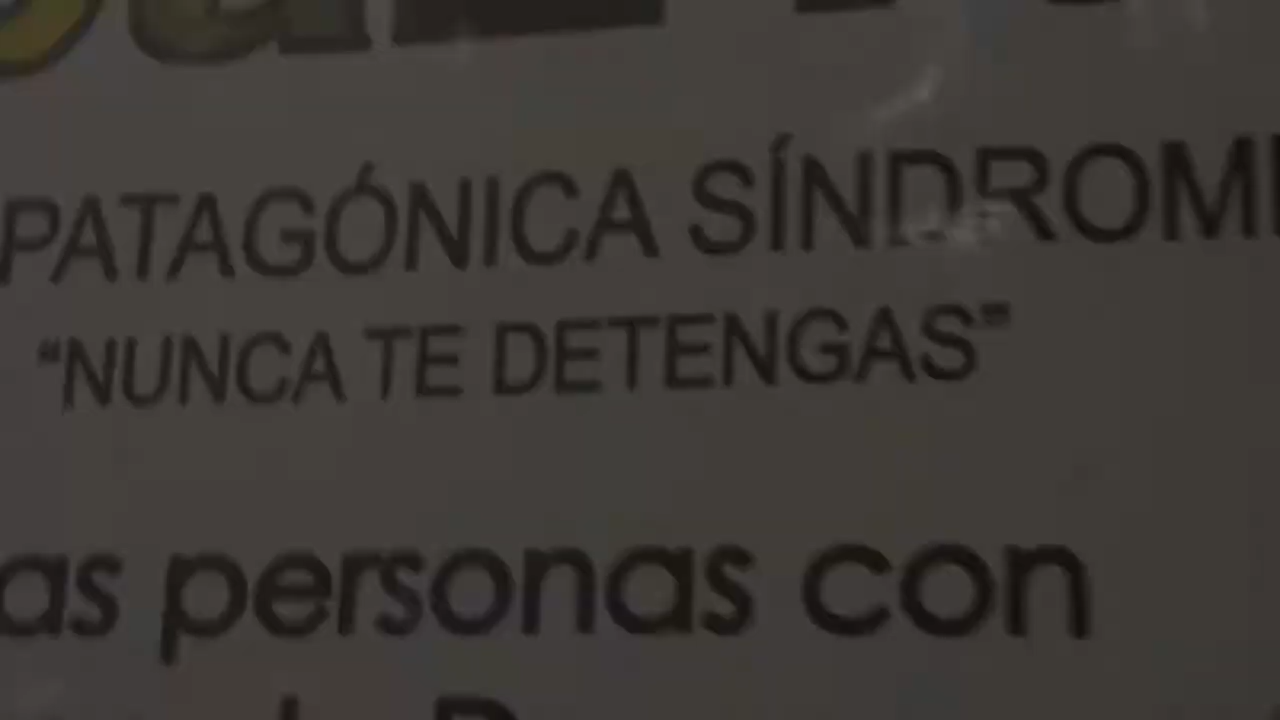 PATAGÓNICA SÍNDROM
“NUNCA TE DETENGAS”
as personas con